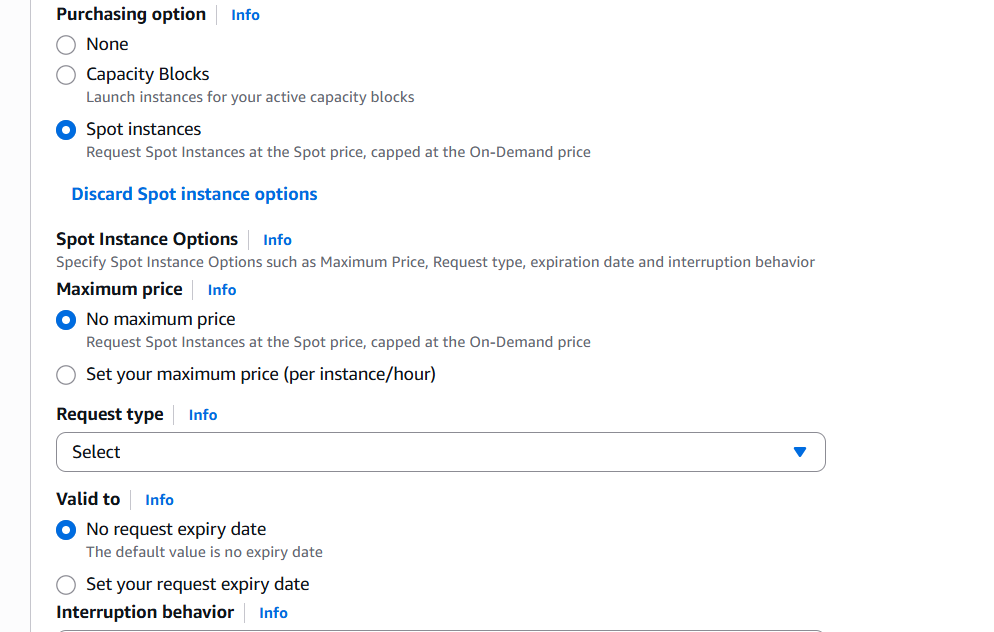 Purchasing option Info
None
Capacity Blocks
Launch instances for your active capacity blocks
Spot instances
Request Spot Instances at the Spot price, capped at the On-Demand price
Discard Spot instance options
Spot Instance Options Info
Specify Spot Instance Options such as Maximum Price, Request type, expiration date and interruption behavior
Maximum price Info
No maximum price
Request Spot Instances at the Spot price, capped at the On-Demand price
Set your maximum price (per instance/hour)
Request type Info
Select
Valid to Info
No request expiry date
The default value is no expiry date
Set your request expiry date
Interruption behavior Info